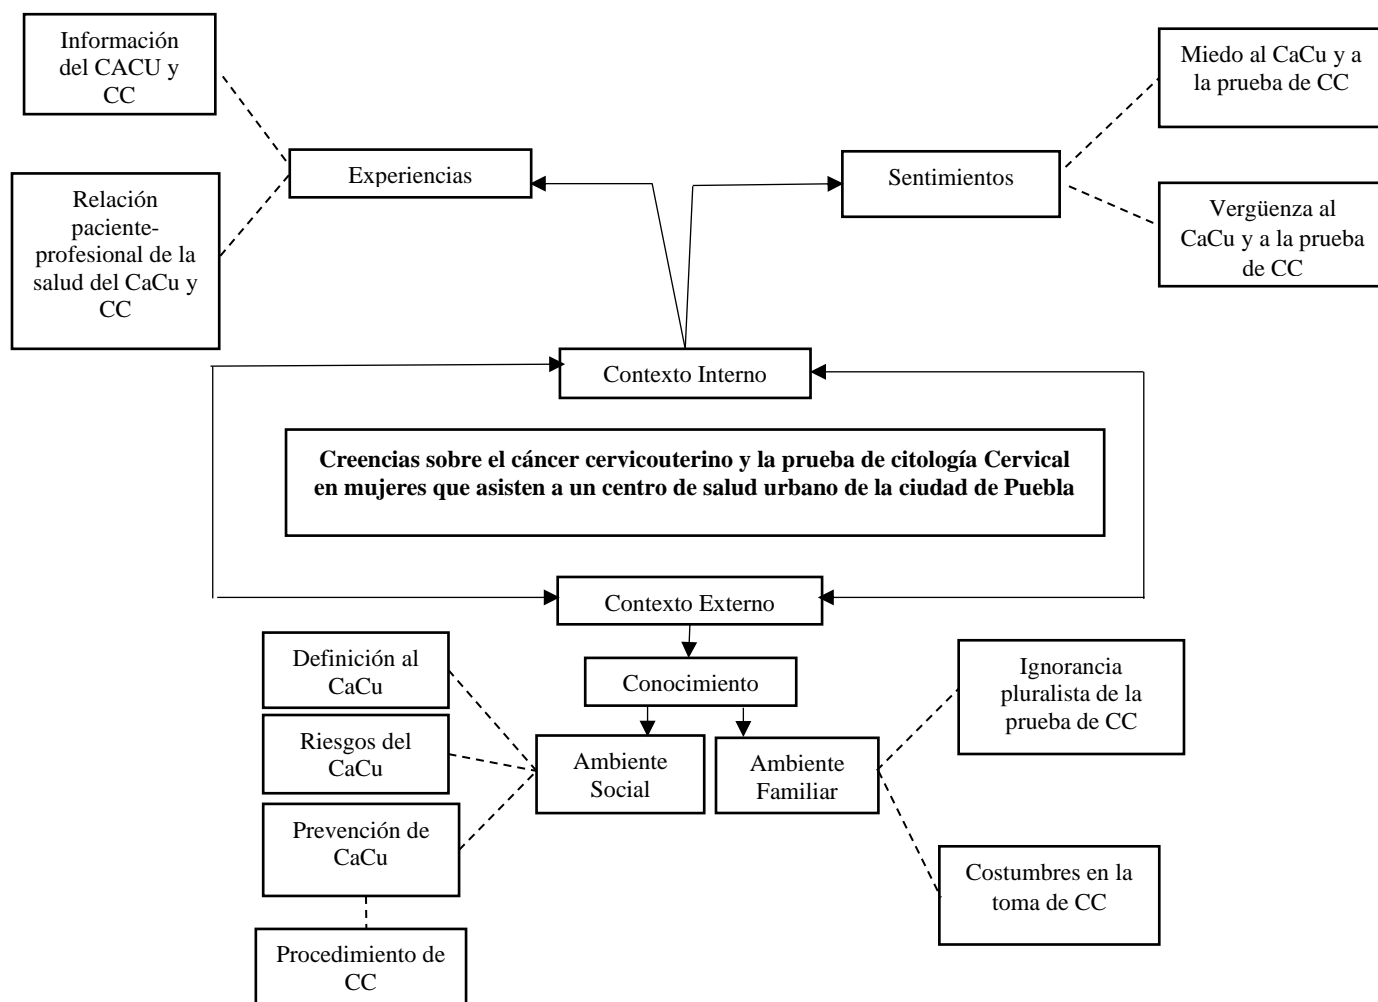 Información
del CACU y
CC
Miedo al CaCu y a
la prueba de CC
Experiencias
Sentimientos
Relación
paciente-
profesional de la
salud del CaCu y
CC
Vergüenza al
CaCu y a la prueba
de CC
Contexto Interno
Creencias sobre el cáncer cervicouterino y la prueba de citología Cervical
en mujeres que asisten a un centro de salud urbano de la ciudad de Puebla
Contexto Externo
Definición al
CaCu
Conocimiento
Ignorancia
pluralista de la
prueba de CC
Riesgos del
CaCu
Ambiente
Social
Ambiente
Familiar
Prevención de
CaCu
Costumbres en la
toma de CC
Procedimiento de
CC